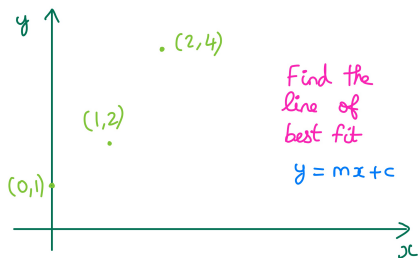 y
(2,4)
Find the
line of
best fit
(1,2)
y = mx + c
(0,1)
x